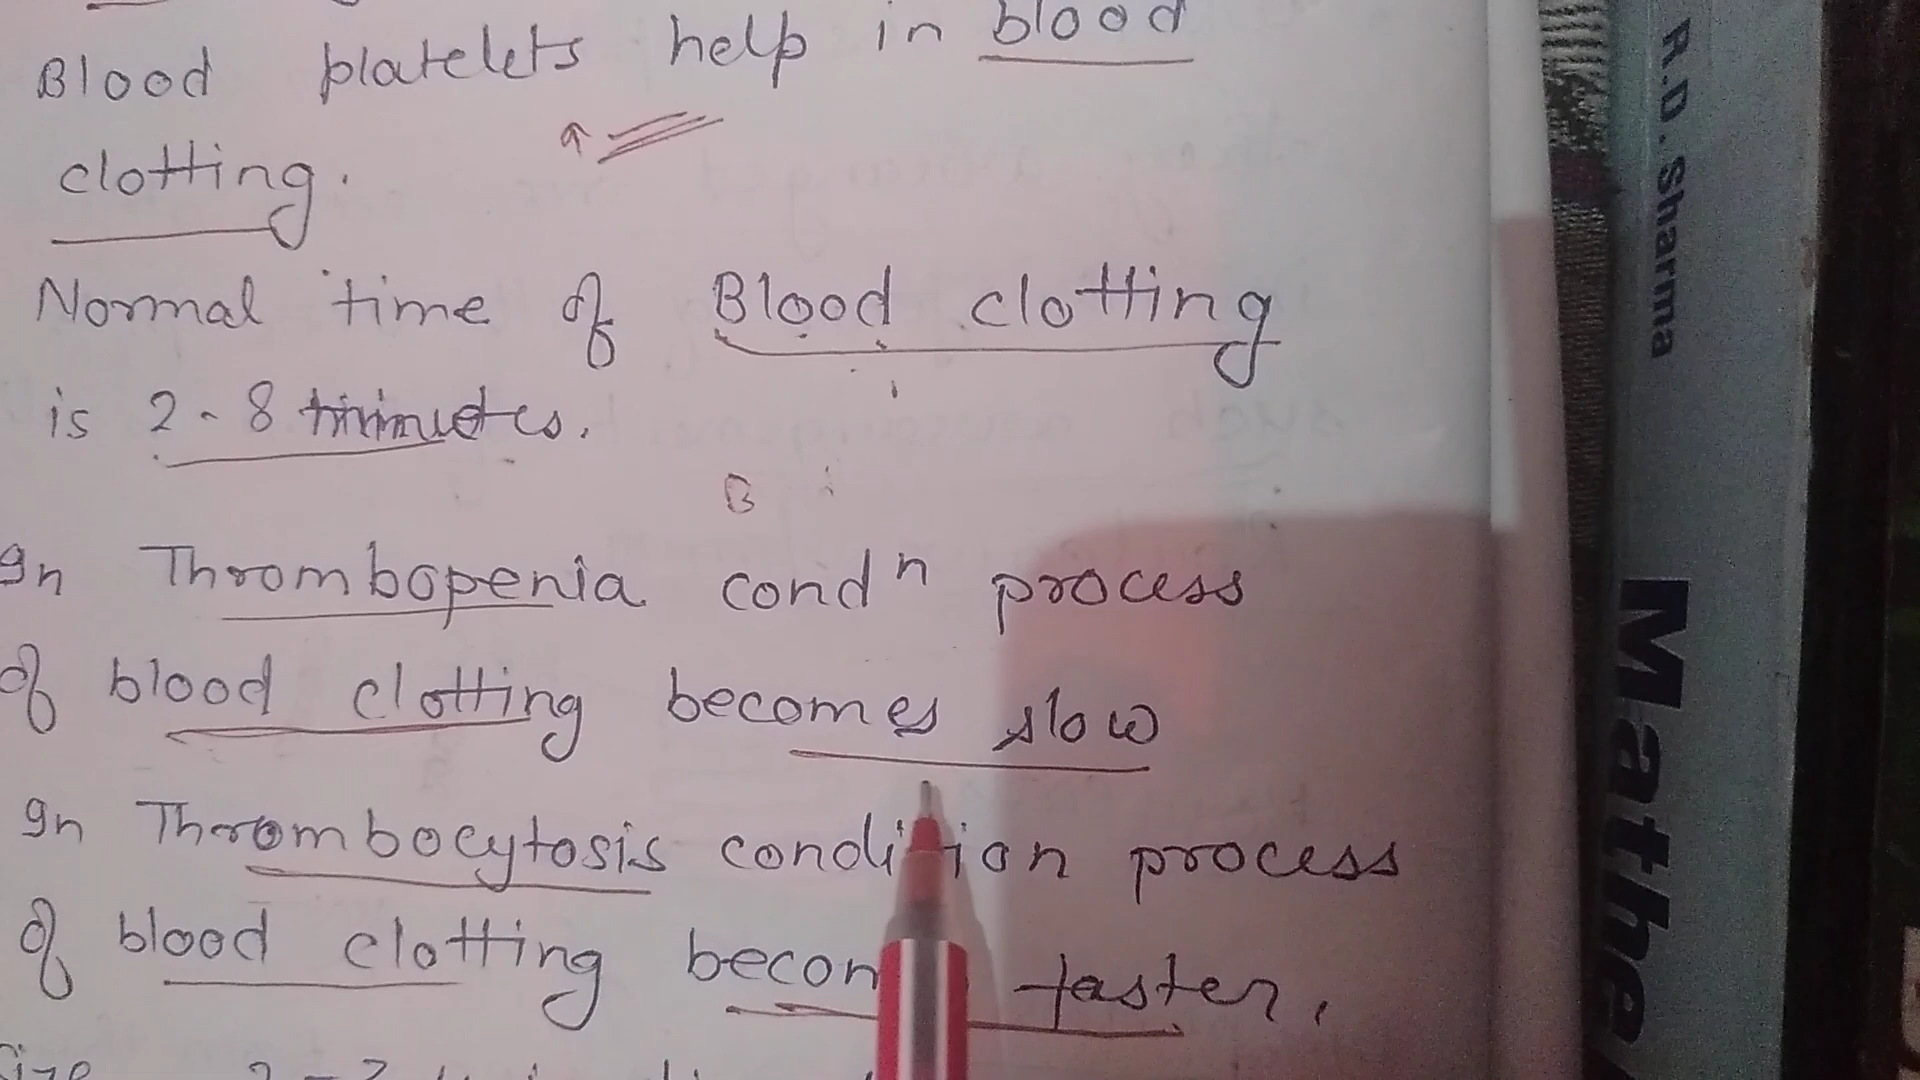 Blood platelets help in blood
clotting.
Normal time of Blood clotting
is 2-8 minutes.
B
In Thrombopenia condn process
of blood clotting becomes slow
In Thrombocytosis condition process
of blood clotting becom faster,
Size
R.D. Sharma
Mathe